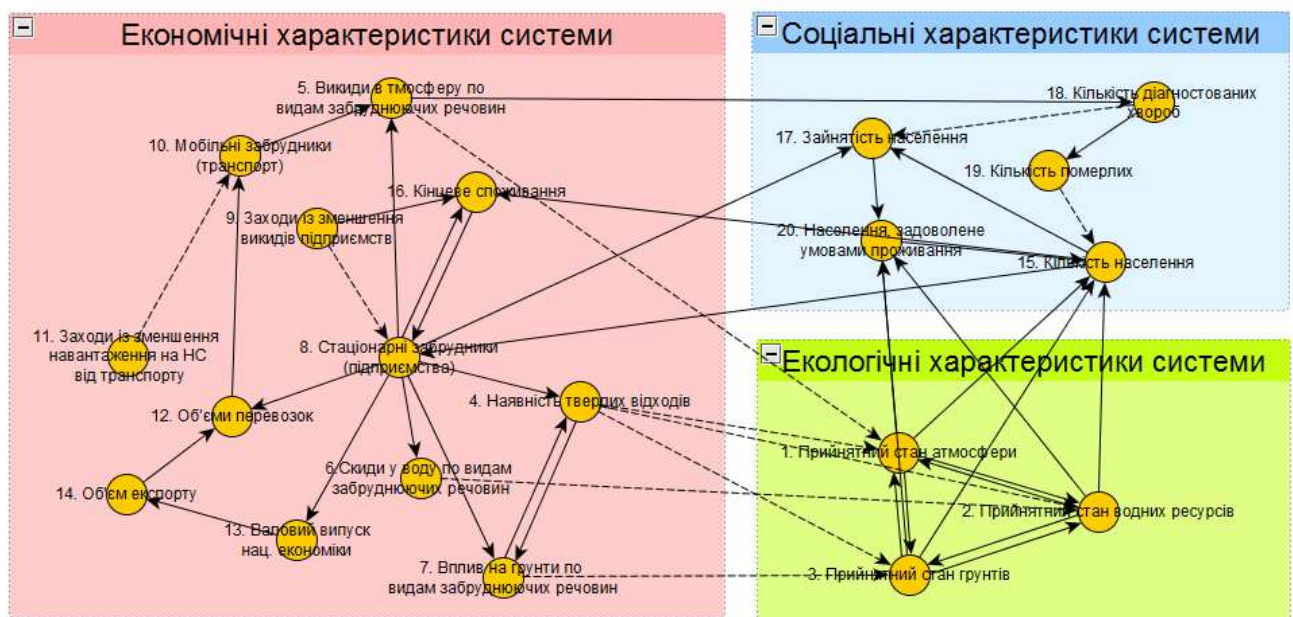 Економічні характеристики системи
5. Викиди в тмосферу по
видам забруднюючих речовин
10. Мобільні забрудники
(транспорт)
16. Кінцеве споживання
9. Заходи із зменшення
викидів підприємств
11. Заходи із зменшення
навантаження на НС
від транспорту
8. Стаціонарні забрудники
(підприємства)
12. Об'єми перевозок
4. Наявність твердих відходів
6.Скиди у воду по видам
забруднюючих речовин
14. Об'єм експорту
13. Валовий випуск
нац. економіки
7. Вплив на грунти по
видам забруднюючих речовин
Соціальні характеристики системи
18. Кількість діагностованих
хвороб
17. Зайнятість населення
19. Кількість померлих
20. Населення, задоволене
умовами проживання
15. Кількість населення
Екологічні характеристики системи
1. Прийнятний стан атмосфери
2. Прийнятний стан водних ресурсів
3. Прийнятний стан грунтів